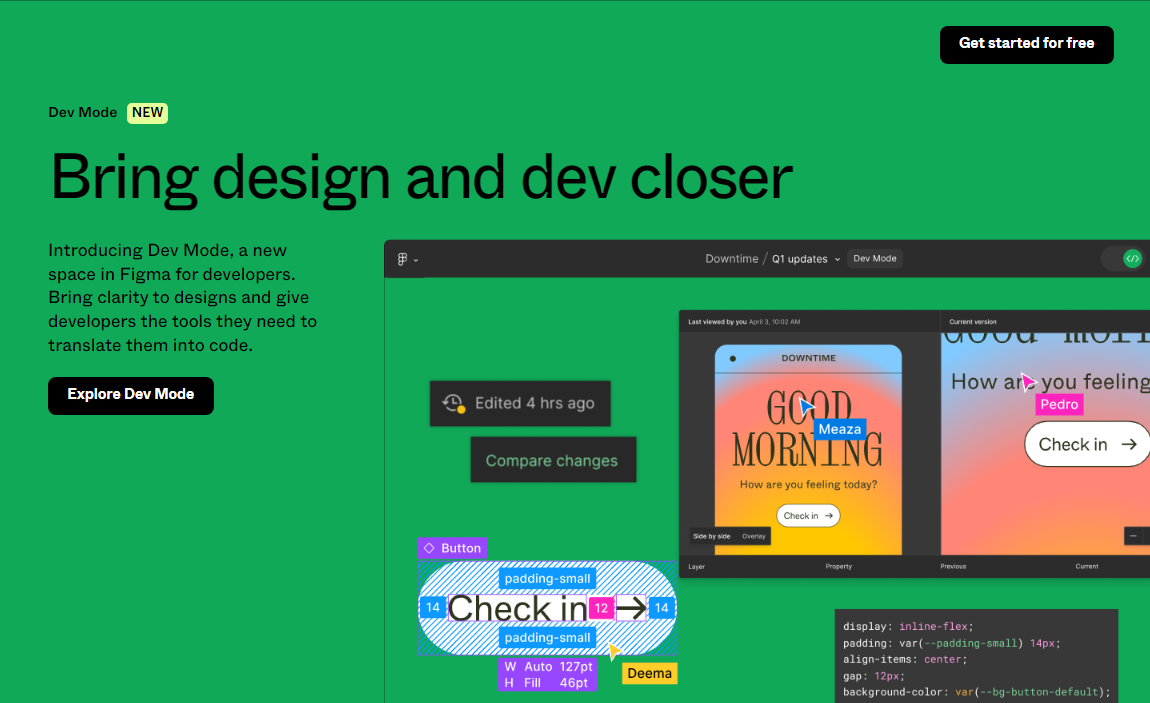 Get started for free
Dev Mode NEW
Bring design and dev closer
Introducing Dev Mode, a new
space in Figma for developers.
Bring clarity to designs and give
developers the tools they need to
translate them into code.
Explore Dev Mode
Downtime / Q1 updates Dev Mode
</>
Last viewed by you April 3, 10:02 AM
Current version
DOWNTIME
GOOD
MORNING
Meaza
How are you feeling today?
Check in →
Side by side Overlay
How are you feeling
Pedro
Check in →
Layer Property Previous Current
Edited 4 hrs ago
Compare changes
Button
padding-small
14 Check in 12 → 14
padding-small
W Auto 127pt
H Fill 46pt
Deema
display: inline-flex;
padding: var(--padding-small) 14px;
align-items: center;
gap: 12px;
background-color: var(--bg-button-default);